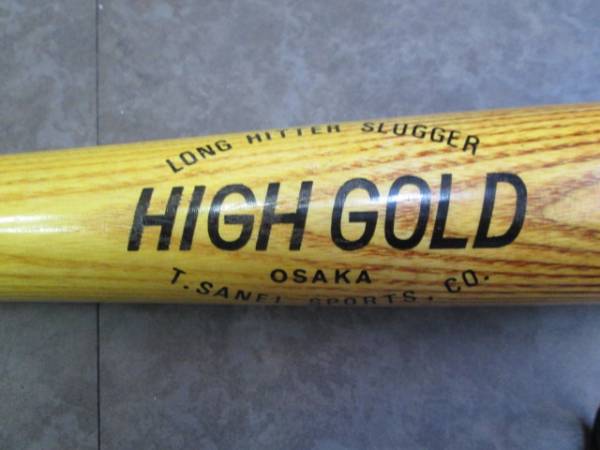 LONG HITTER SLUGGER
HIGH GOLD
OSAKA
T. SANEI SPORTS, CO.